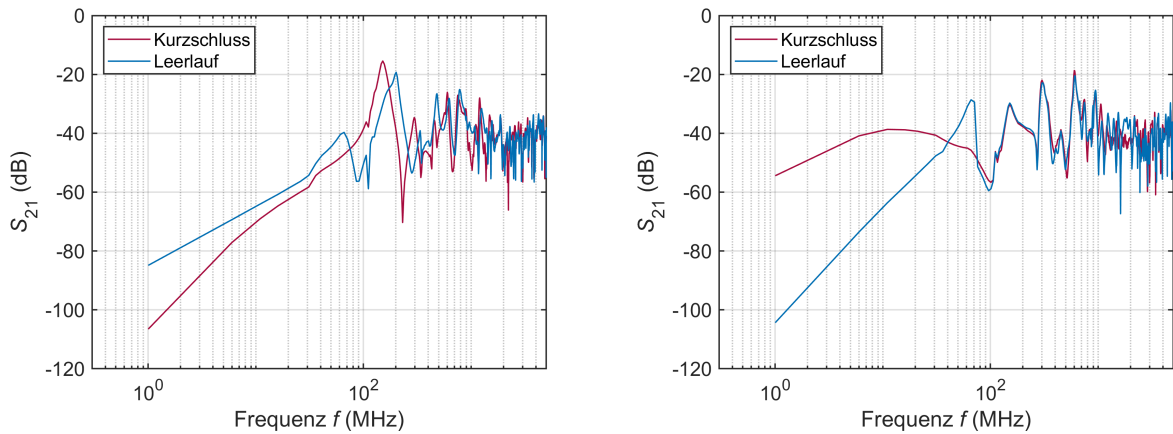 0
-20
-40
-60
-80
-100
-120
S21 (dB)
Kurzschluss
Leerlauf
10^0
10^2
Frequenz f (MHz)
0
-20
-40
-60
-80
-100
-120
S21 (dB)
Kurzschluss
Leerlauf
10^0
10^2
Frequenz f (MHz)